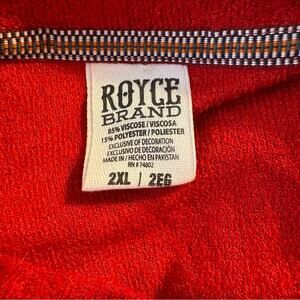 ROYCE
BRAND
85% VISCOSE / VISCOSA
15% POLYESTER / POLIESTER
EXCLUSIVE OF DECORATION
EXCLUSIVO DE DECORACIÓN
MADE IN / HECHO EN PAKISTAN
RN # 74802
2XL / 2EG